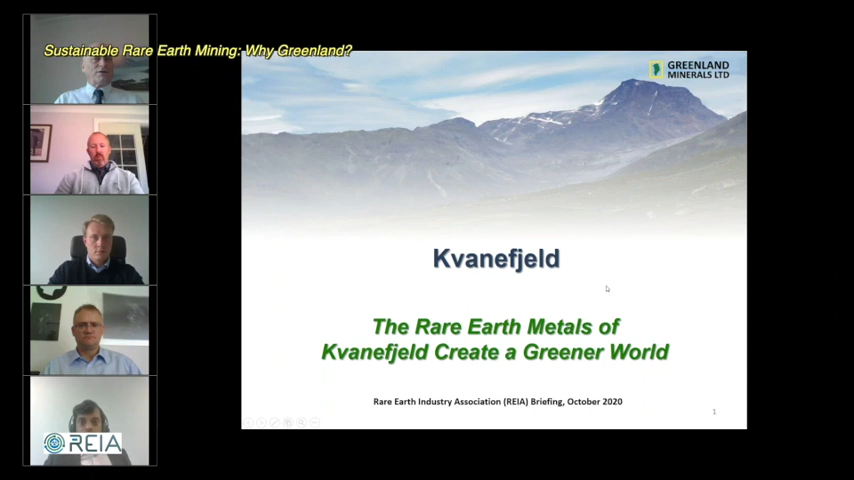 Sustainable Rare Earth Mining: Why Greenland?
GREENLAND
MINERALS LTD
Kvanefjeld
The Rare Earth Metals of
Kvanefjeld Create a Greener World
Rare Earth Industry Association (REIA) Briefing, October 2020
1
REIA